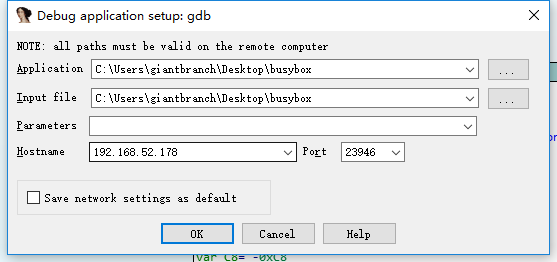 Debug application setup: gdb
NOTE: all paths must be valid on the remote computer
Application C:\Users\giantbranch\Desktop\busybox ...
Input file C:\Users\giantbranch\Desktop\busybox ...
Parameters
Hostname 192.168.52.178 Port 23946
Save network settings as default
OK Cancel Help
var C8= -0xC8